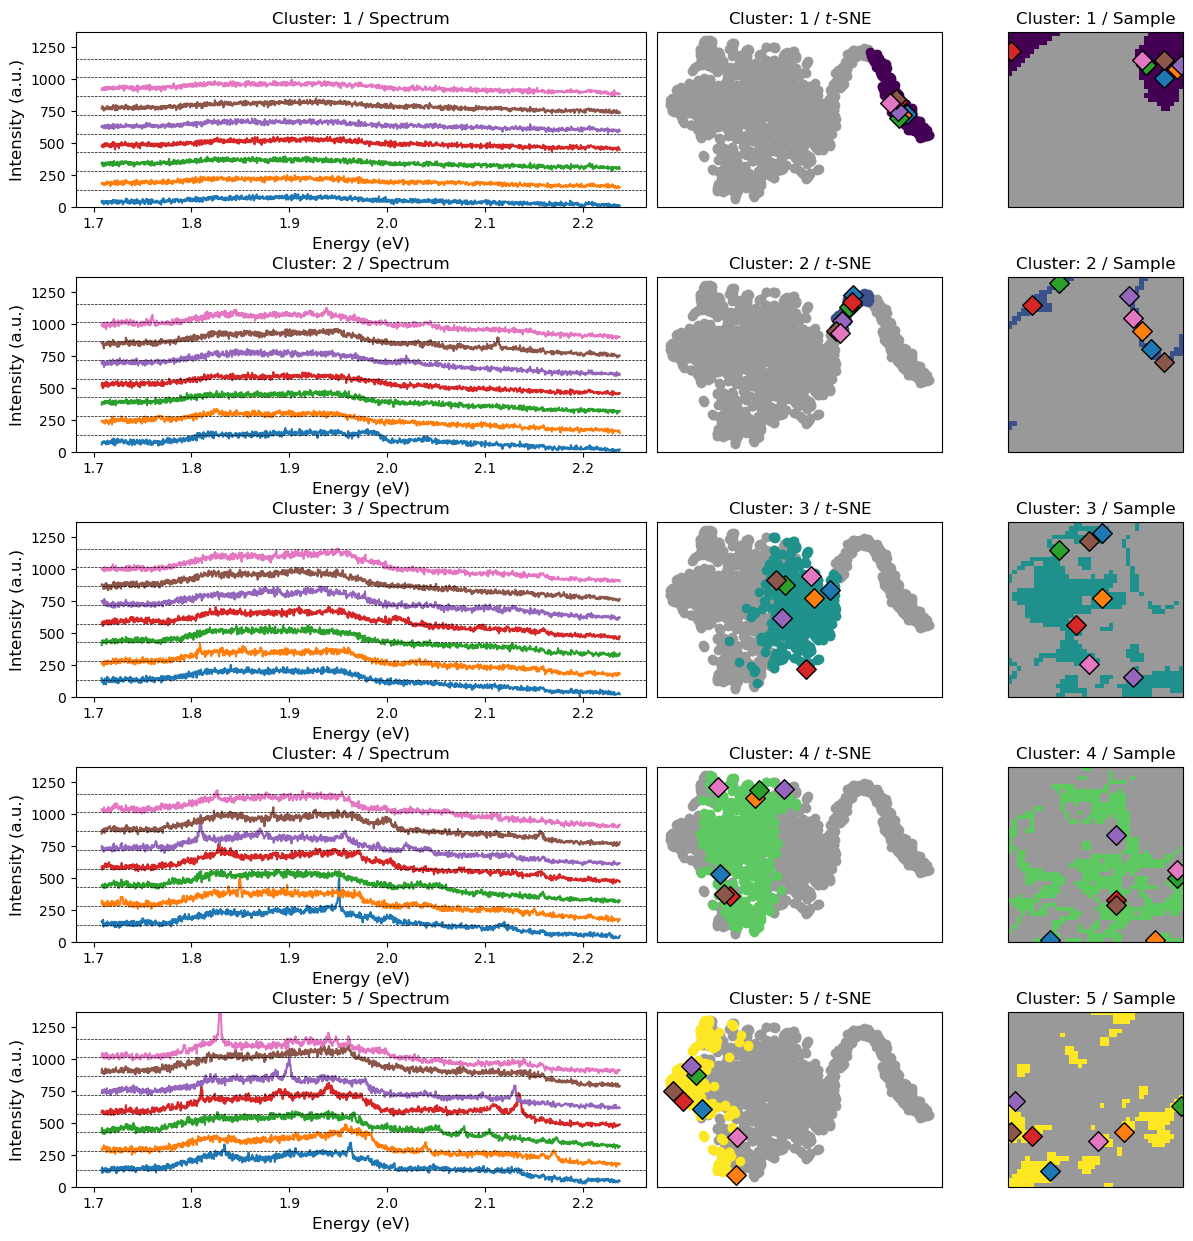 Cluster: 1 / Spectrum
Cluster: 1 / t-SNE
Cluster: 1 / Sample
Intensity (a.u.)
1250
1000
750
500
250
0
1.7 1.8 1.9 2.0 2.1 2.2
Energy (eV)
Cluster: 2 / Spectrum
Cluster: 2 / t-SNE
Cluster: 2 / Sample
Intensity (a.u.)
1250
1000
750
500
250
0
1.7 1.8 1.9 2.0 2.1 2.2
Energy (eV)
Cluster: 3 / Spectrum
Cluster: 3 / t-SNE
Cluster: 3 / Sample
Intensity (a.u.)
1250
1000
750
500
250
0
1.7 1.8 1.9 2.0 2.1 2.2
Energy (eV)
Cluster: 4 / Spectrum
Cluster: 4 / t-SNE
Cluster: 4 / Sample
Intensity (a.u.)
1250
1000
750
500
250
0
1.7 1.8 1.9 2.0 2.1 2.2
Energy (eV)
Cluster: 5 / Spectrum
Cluster: 5 / t-SNE
Cluster: 5 / Sample
Intensity (a.u.)
1250
1000
750
500
250
0
1.7 1.8 1.9 2.0 2.1 2.2
Energy (eV)